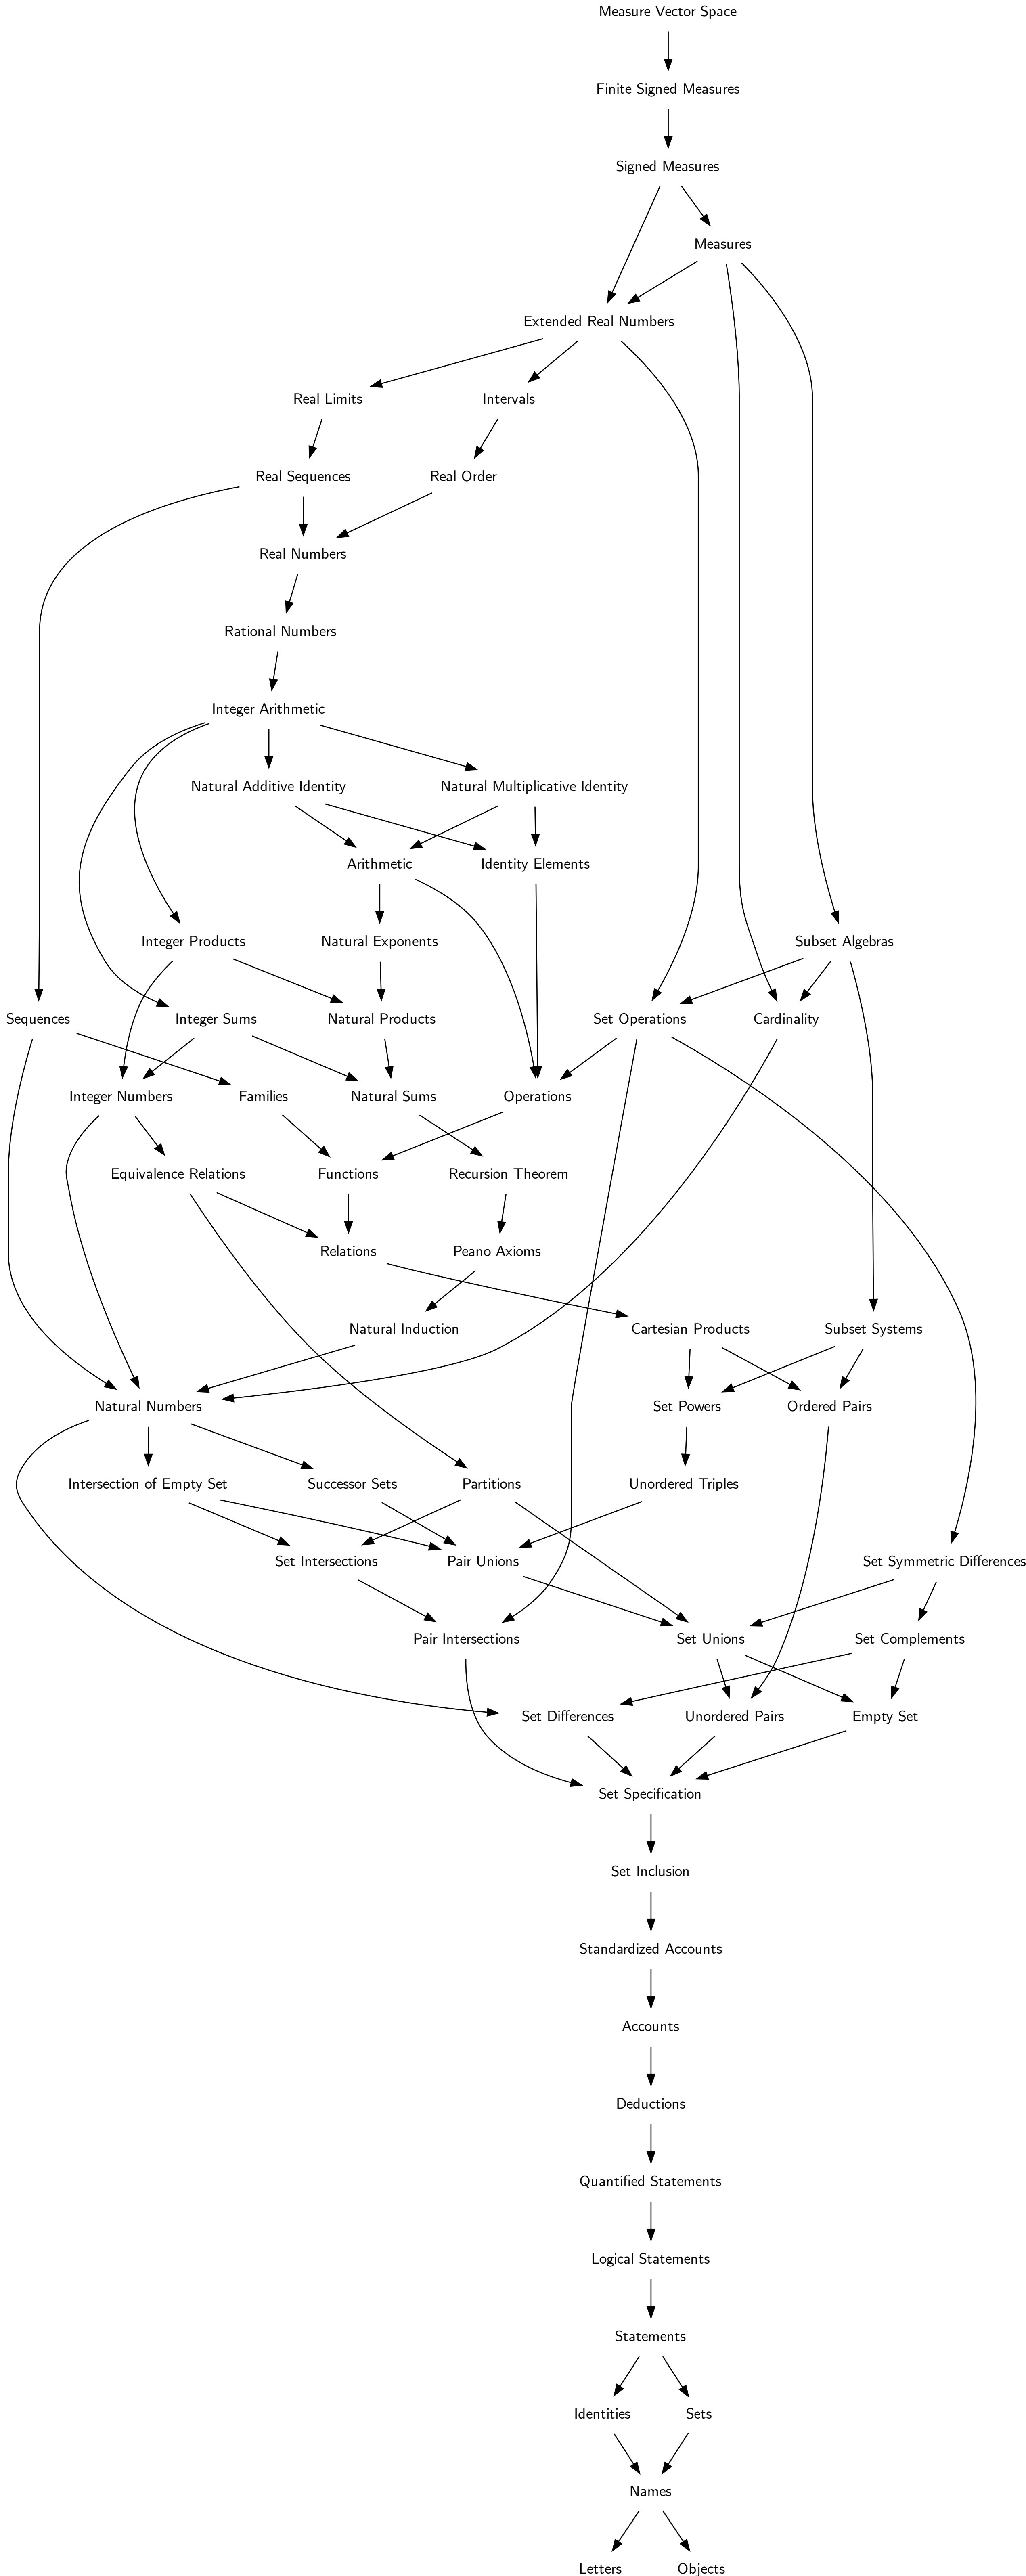 Measure Vector Space
Finite Signed Measures
Signed Measures
Measures
Extended Real Numbers
Real Limits
Intervals
Real Sequences
Real Order
Real Numbers
Rational Numbers
Integer Arithmetic
Natural Additive Identity
Natural Multiplicative Identity
Arithmetic
Identity Elements
Integer Products
Natural Exponents
Subset Algebras
Sequences
Integer Sums
Natural Products
Set Operations
Cardinality
Integer Numbers
Families
Natural Sums
Operations
Equivalence Relations
Functions
Recursion Theorem
Relations
Peano Axioms
Natural Induction
Cartesian Products
Subset Systems
Natural Numbers
Set Powers
Ordered Pairs
Intersection of Empty Set
Successor Sets
Partitions
Unordered Triples
Set Intersections
Pair Unions
Set Symmetric Differences
Pair Intersections
Set Unions
Set Complements
Set Differences
Unordered Pairs
Empty Set
Set Specification
Set Inclusion
Standardized Accounts
Accounts
Deductions
Quantified Statements
Logical Statements
Statements
Identities
Sets
Names
Letters
Objects